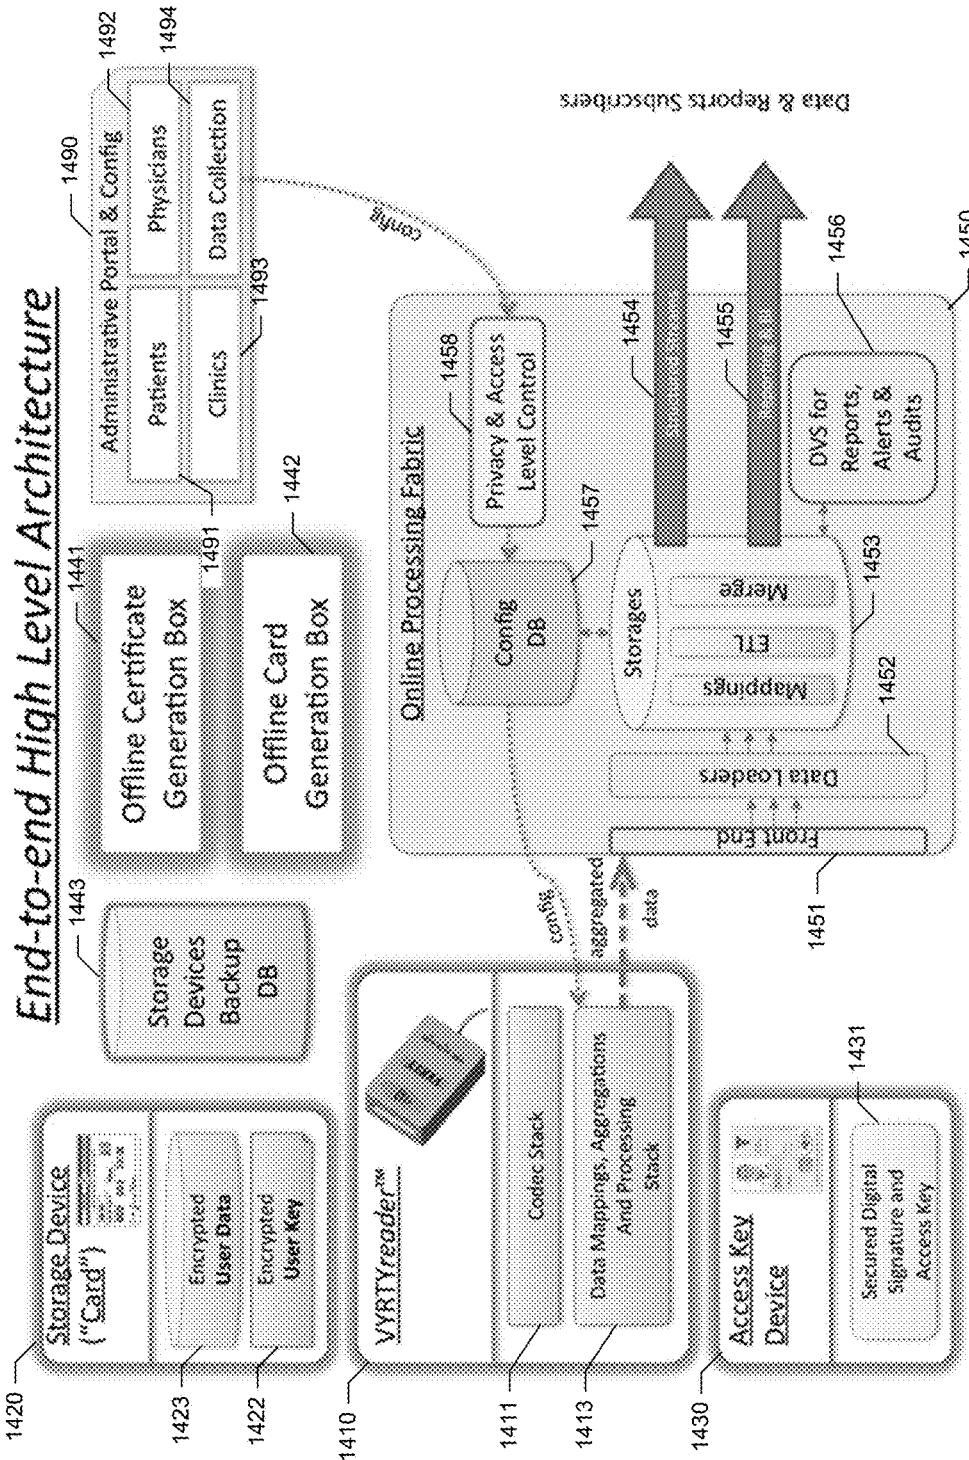 End-to-end High Level Architecture
1420
Storage Device
("Card")
Encrypted
User Data
Encrypted
User Key
1423
1422
1443
Storage
Devices
Backup
DB
1441
Offline Certificate
Generation Box
Offline Card
Generation Box
1442
1490
Administrative Portal & Config
Patients
Physicians
Clinics
Data Collection
1491
1492
1493
1494
config
1410
VYRTYreader™
Codec Stack
Data Mappings, Aggregations
And Processing
Stack
1411
1413
config
aggregated
data
1430
Access Key
Device
Secured Digital
Signature and
Access Key
1431
Online Processing Fabric
1450
Privacy & Access
Level Control
1458
Config
DB
1457
Storages
Mappings
ETL
Merge
1453
Data Loaders
1452
Front End
1451
1454
1455
DVS for
Reports,
Alerts &
Audits
1456
Data & Reports Subscribers